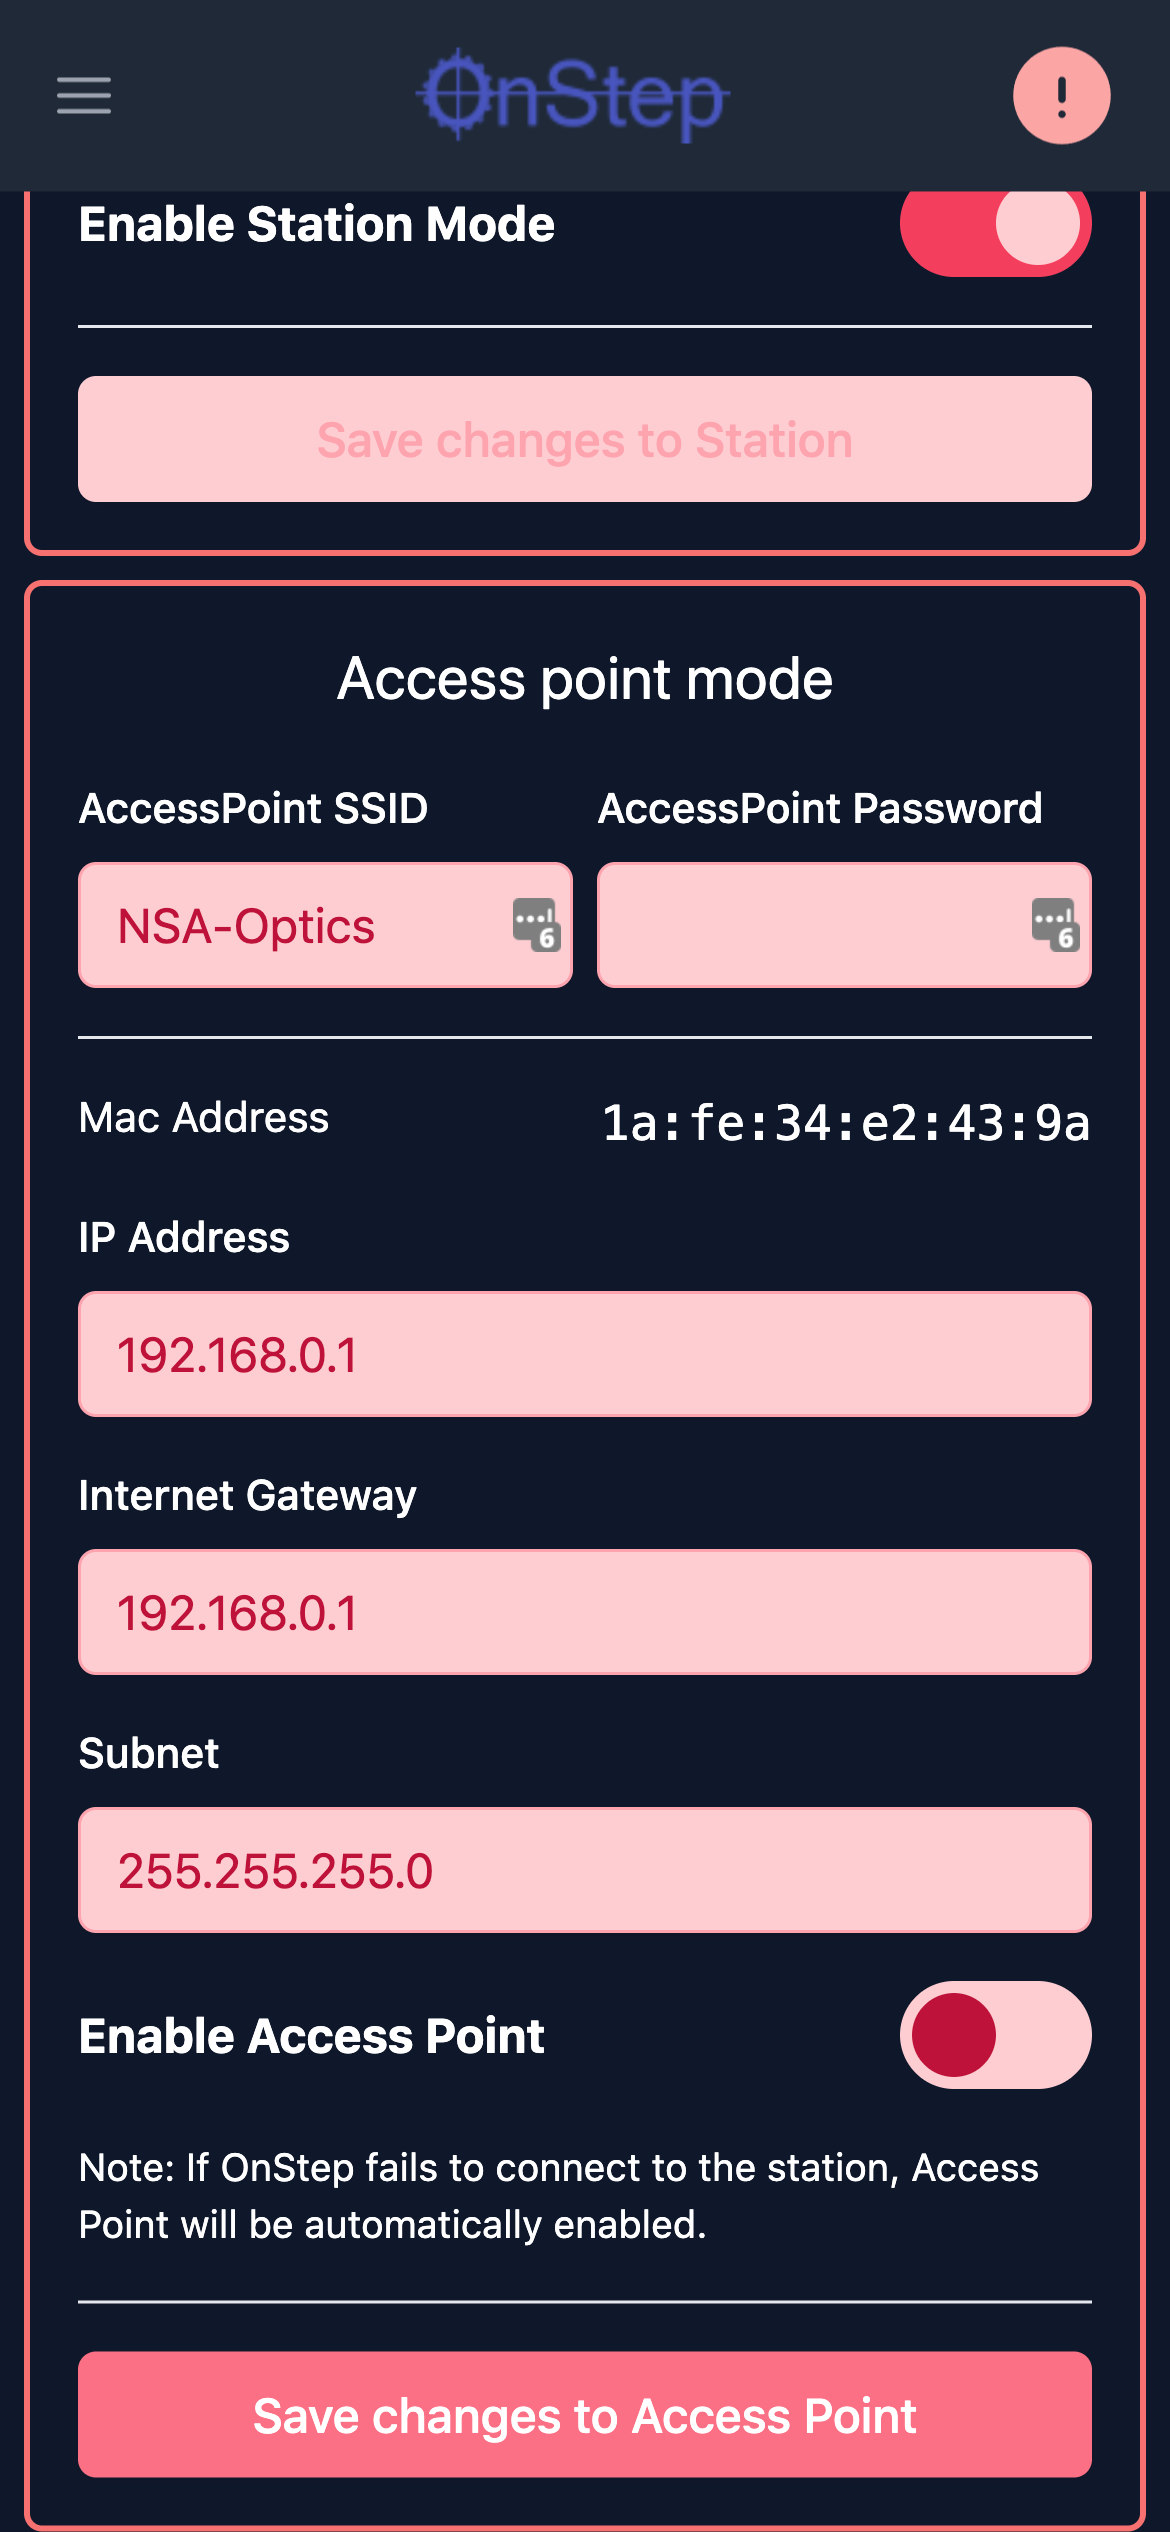 OnStep
!
Enable Station Mode
Save changes to Station
Access point mode
AccessPoint SSID AccessPoint Password
NSA-Optics 6 6
Mac Address 1a:fe:34:e2:43:9a
IP Address
192.168.0.1
Internet Gateway
192.168.0.1
Subnet
255.255.255.0
Enable Access Point
Note: If OnStep fails to connect to the station, Access
Point will be automatically enabled.
Save changes to Access Point